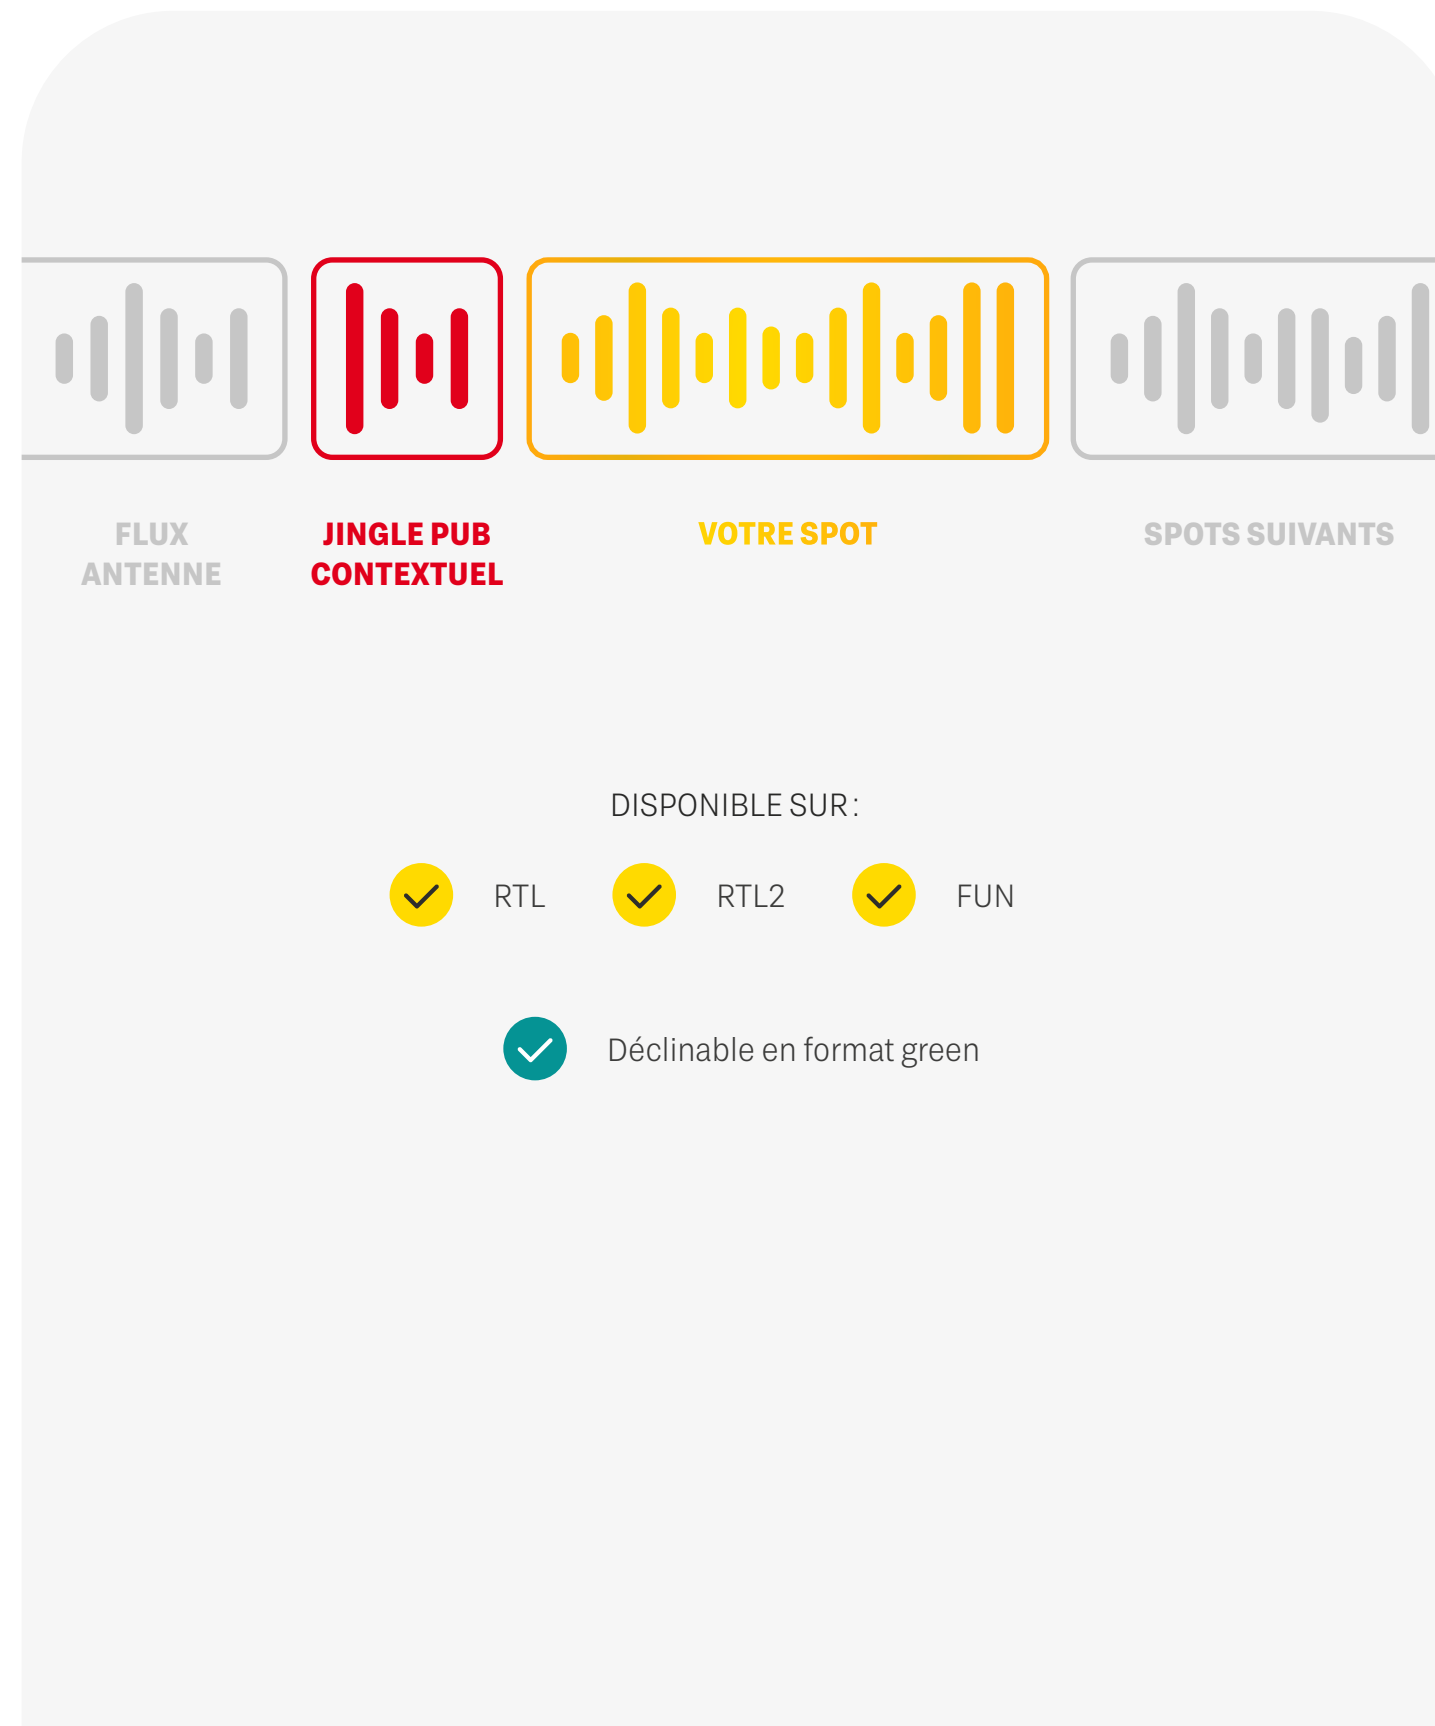 FLUX
ANTENNE
JINGLE PUB
CONTEXTUEL
VOTRE SPOT
SPOTS SUIVANTS
DISPONIBLE SUR :
RTL
RTL2
FUN
Déclinable en format green